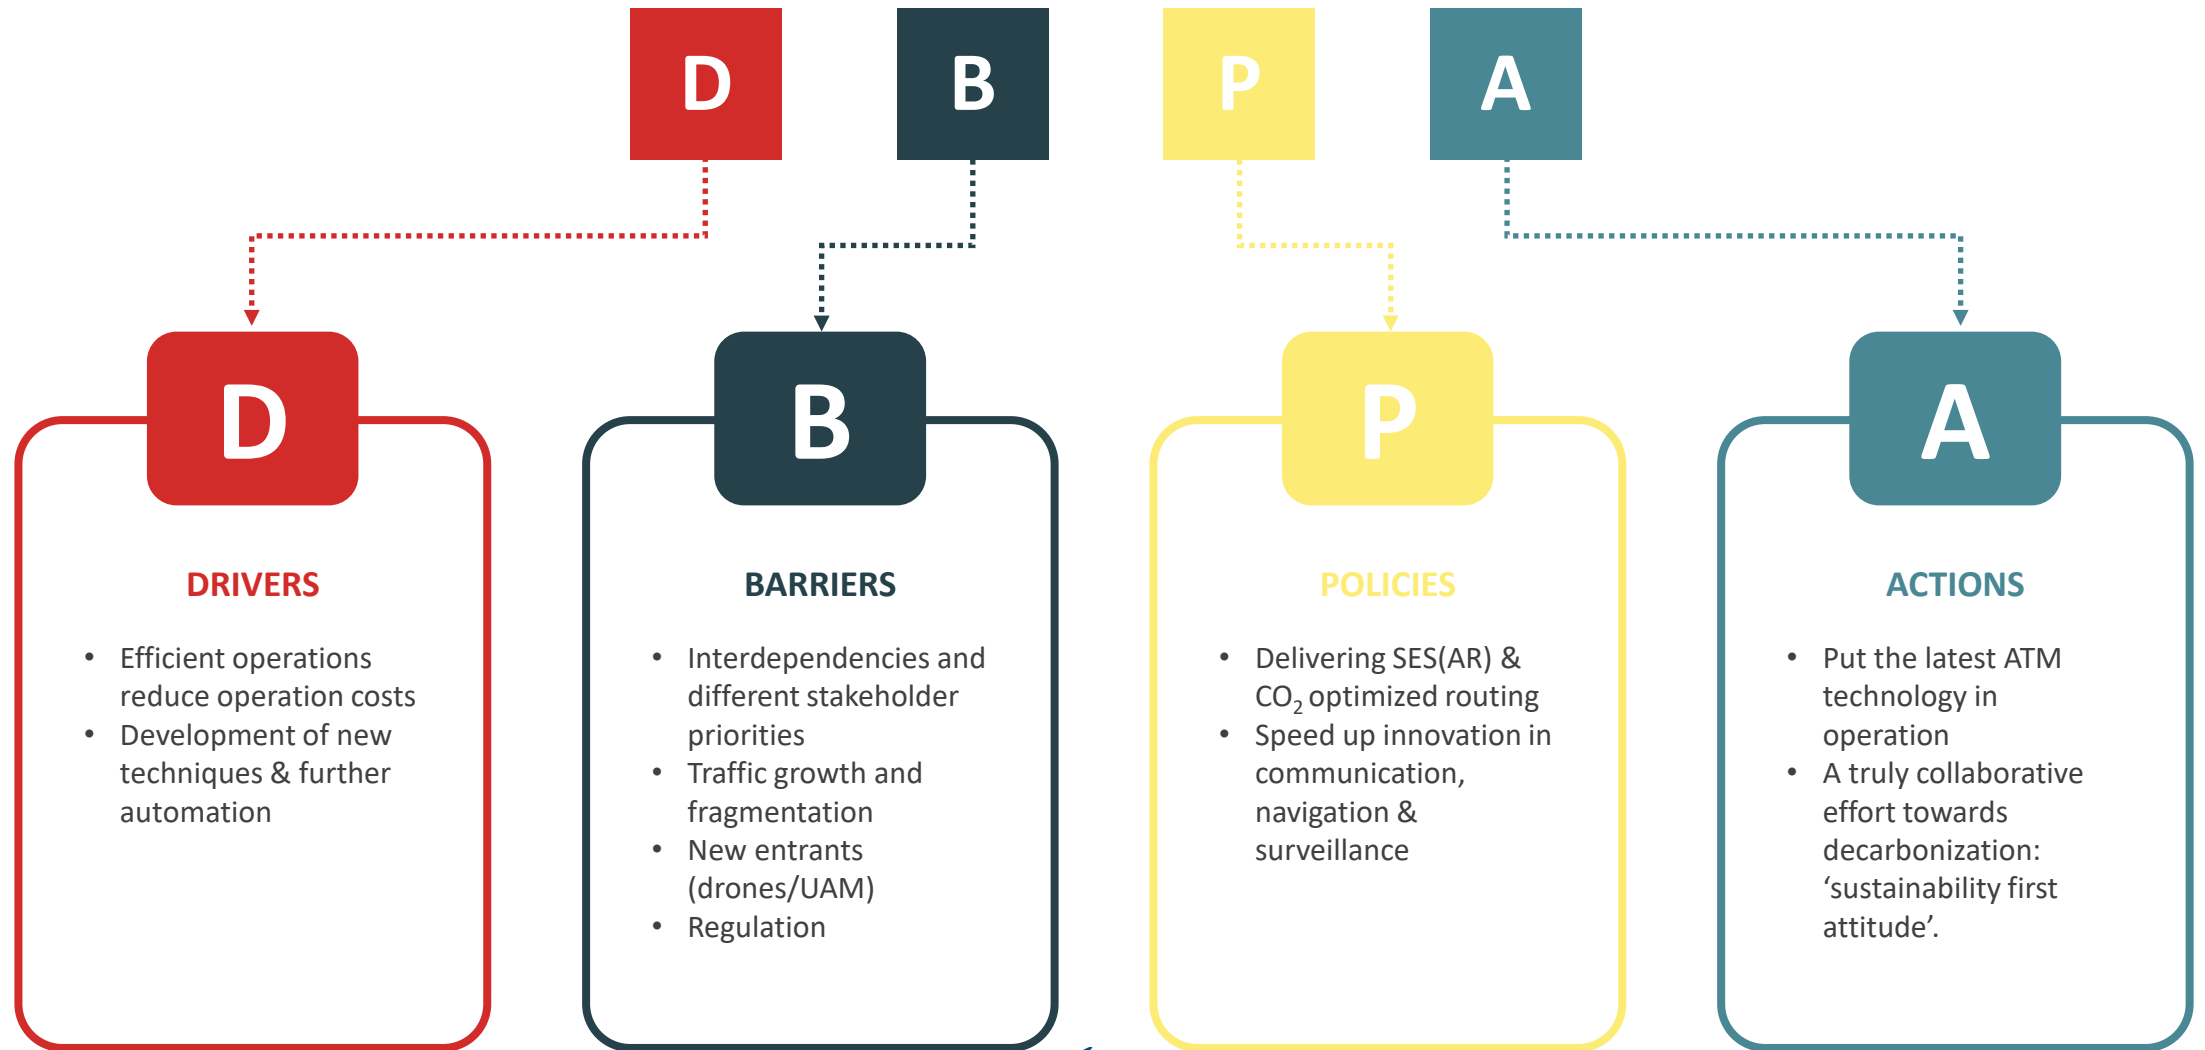 D
B
P
A
D
DRIVERS
• Efficient operations
reduce operation costs
• Development of new
techniques & further
automation
B
BARRIERS
• Interdependencies and
different stakeholder
priorities
• Traffic growth and
fragmentation
• New entrants
(drones/UAM)
• Regulation
P
POLICIES
• Delivering SES(AR) &
CO₂ optimized routing
• Speed up innovation in
communication,
navigation &
surveillance
A
ACTIONS
• Put the latest ATM
technology in
operation
• A truly collaborative
effort towards
decarbonization:
‘sustainability first
attitude’.